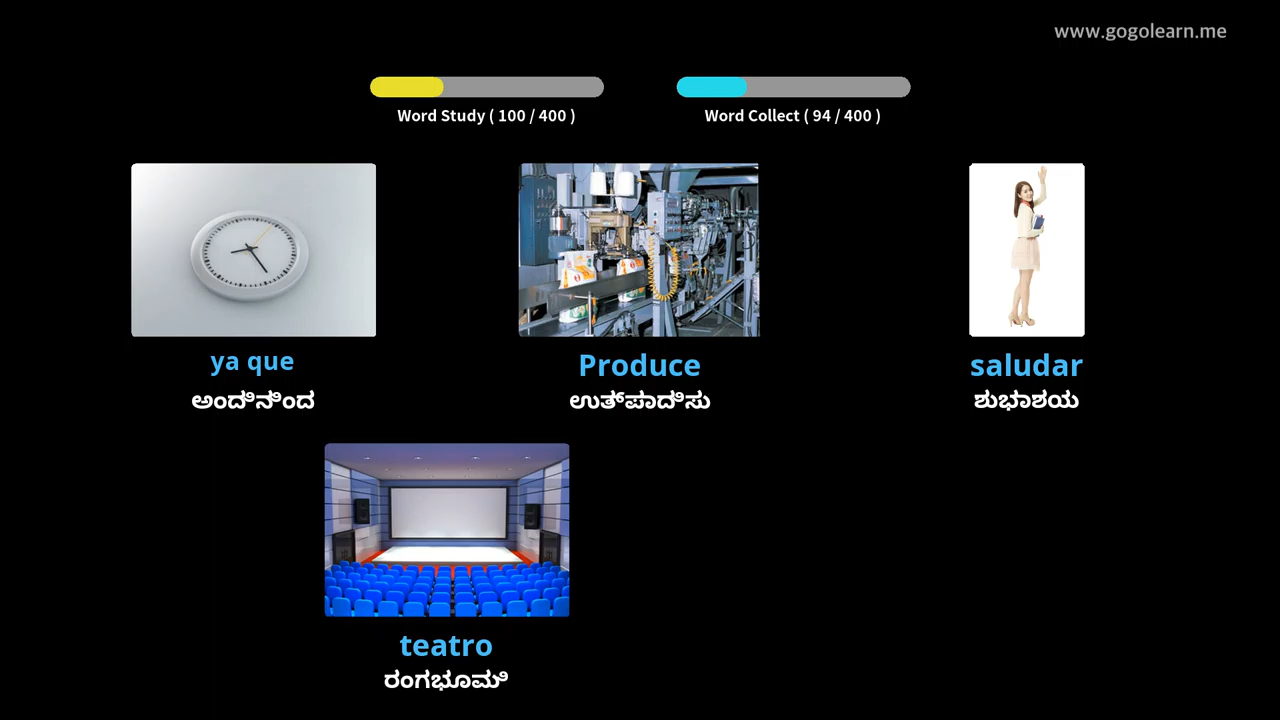 www.gogolearn.me
Word Study ( 100 / 400 )
Word Collect ( 94 / 400 )
ya que
ಅಂದಿನಿಂದ
Produce
ಉತ್ಪಾದಿಸು
saludar
ಶುಭಾಶಯ
teatro
ರಂಗಭೂಮಿ